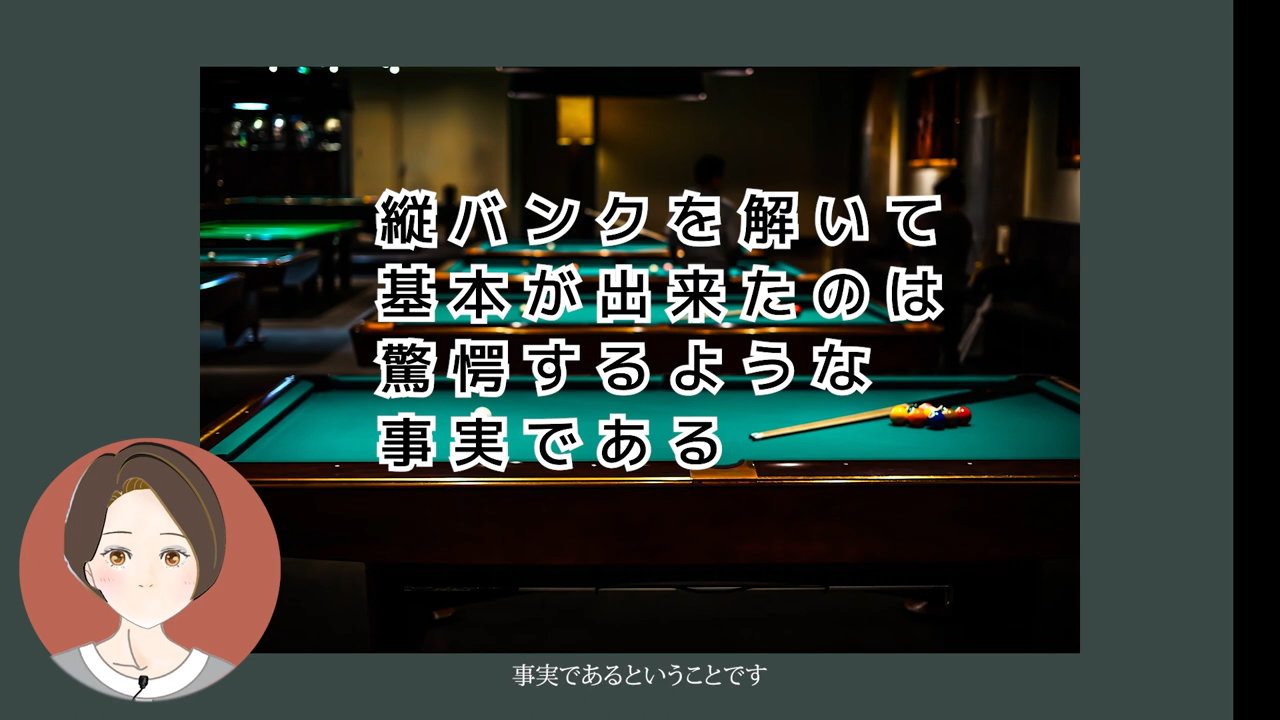 縦バンクを解いて
基本が出来たのは
驚愕するような
事実である
事実であるということです